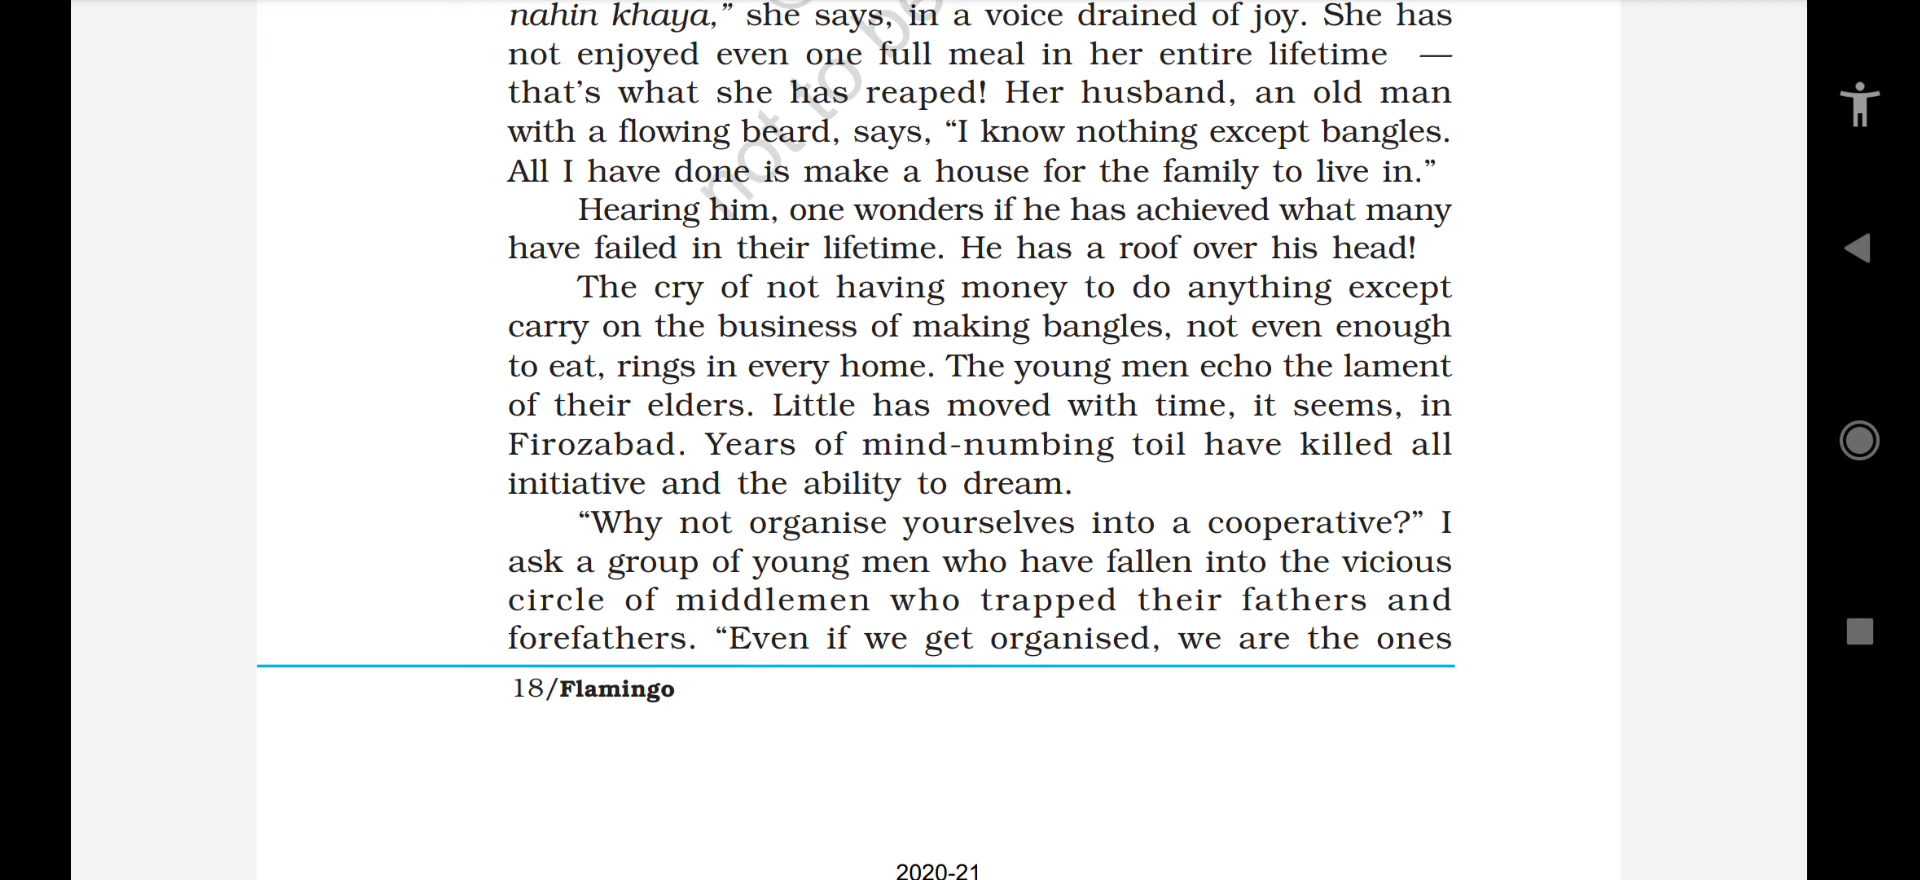 nahin khaya,” she says, in a voice drained of joy. She has
not enjoyed even one full meal in her entire lifetime —
that’s what she has reaped! Her husband, an old man
with a flowing beard, says, “I know nothing except bangles.
All I have done is make a house for the family to live in.”
Hearing him, one wonders if he has achieved what many
have failed in their lifetime. He has a roof over his head!
The cry of not having money to do anything except
carry on the business of making bangles, not even enough
to eat, rings in every home. The young men echo the lament
of their elders. Little has moved with time, it seems, in
Firozabad. Years of mind-numbing toil have killed all
initiative and the ability to dream.
“Why not organise yourselves into a cooperative?” I
ask a group of young men who have fallen into the vicious
circle of middlemen who trapped their fathers and
forefathers. “Even if we get organised, we are the ones
18/Flamingo
2020-21
not to be